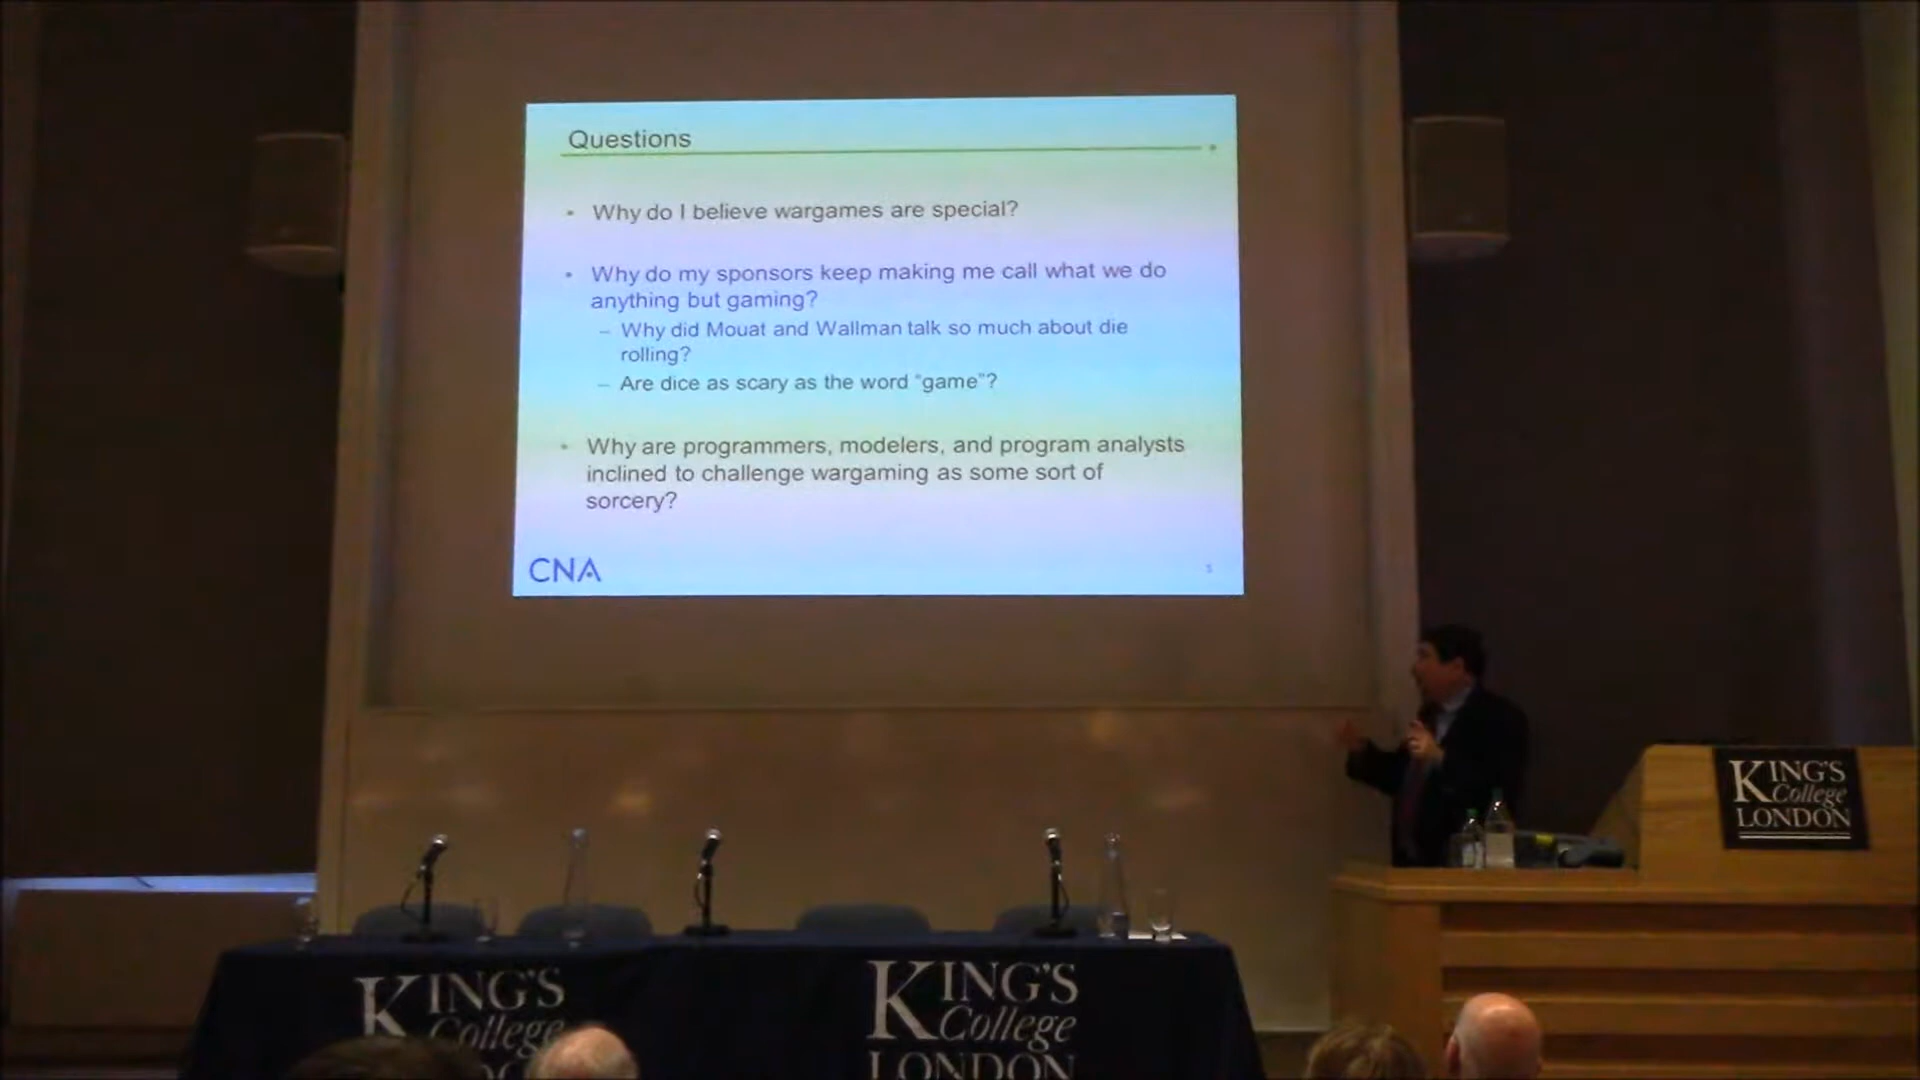 Questions
• Why do I believe wargames are special?
• Why do my sponsors keep making me call what we do
anything but gaming?
– Why did Mouat and Wallman talk so much about die
rolling?
– Are dice as scary as the word “game”?
• Why are programmers, modelers, and program analysts
inclined to challenge wargaming as some sort of
sorcery?
CNA
KING'S
College
LONDON
KING'S
College
KING'S
College
LONDON